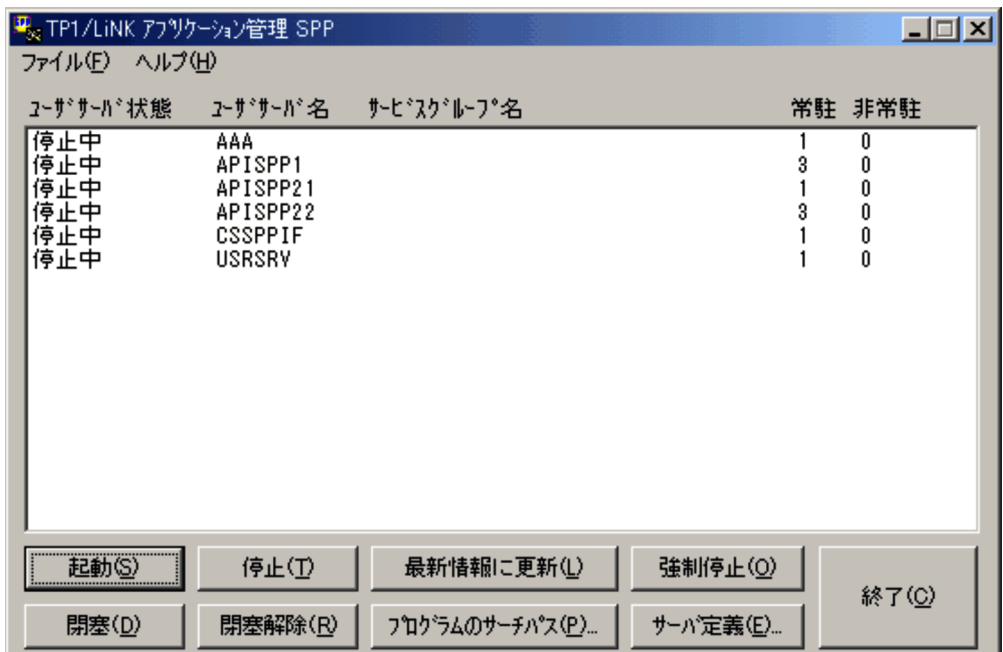 TP1/LiNK ｱﾌﾟﾘｹｰｼｮﾝ管理 SPP
ﾌｧｲﾙ(F) ﾍﾙﾌﾟ(H)
ﾕｰｻﾞｻｰﾊﾞ状態 ﾕｰｻﾞｻｰﾊﾞ名 ｻｰﾋﾞｽｸﾞﾙｰﾌﾟ名 常駐 非常駐
停止中 AAA 1 0
停止中 APISPP1 3 0
停止中 APISPP21 1 0
停止中 APISPP22 3 0
停止中 CSSPPIF 1 0
停止中 USRSRV 1 0
起動(S) 停止(T) 最新情報に更新(L) 強制停止(O) 終了(C)
閉塞(D) 閉塞解除(R) ﾌﾟﾛｸﾞﾗﾑのｻｰﾁﾊﾟｽ(P)... ｻｰﾊﾞ定義(E)...